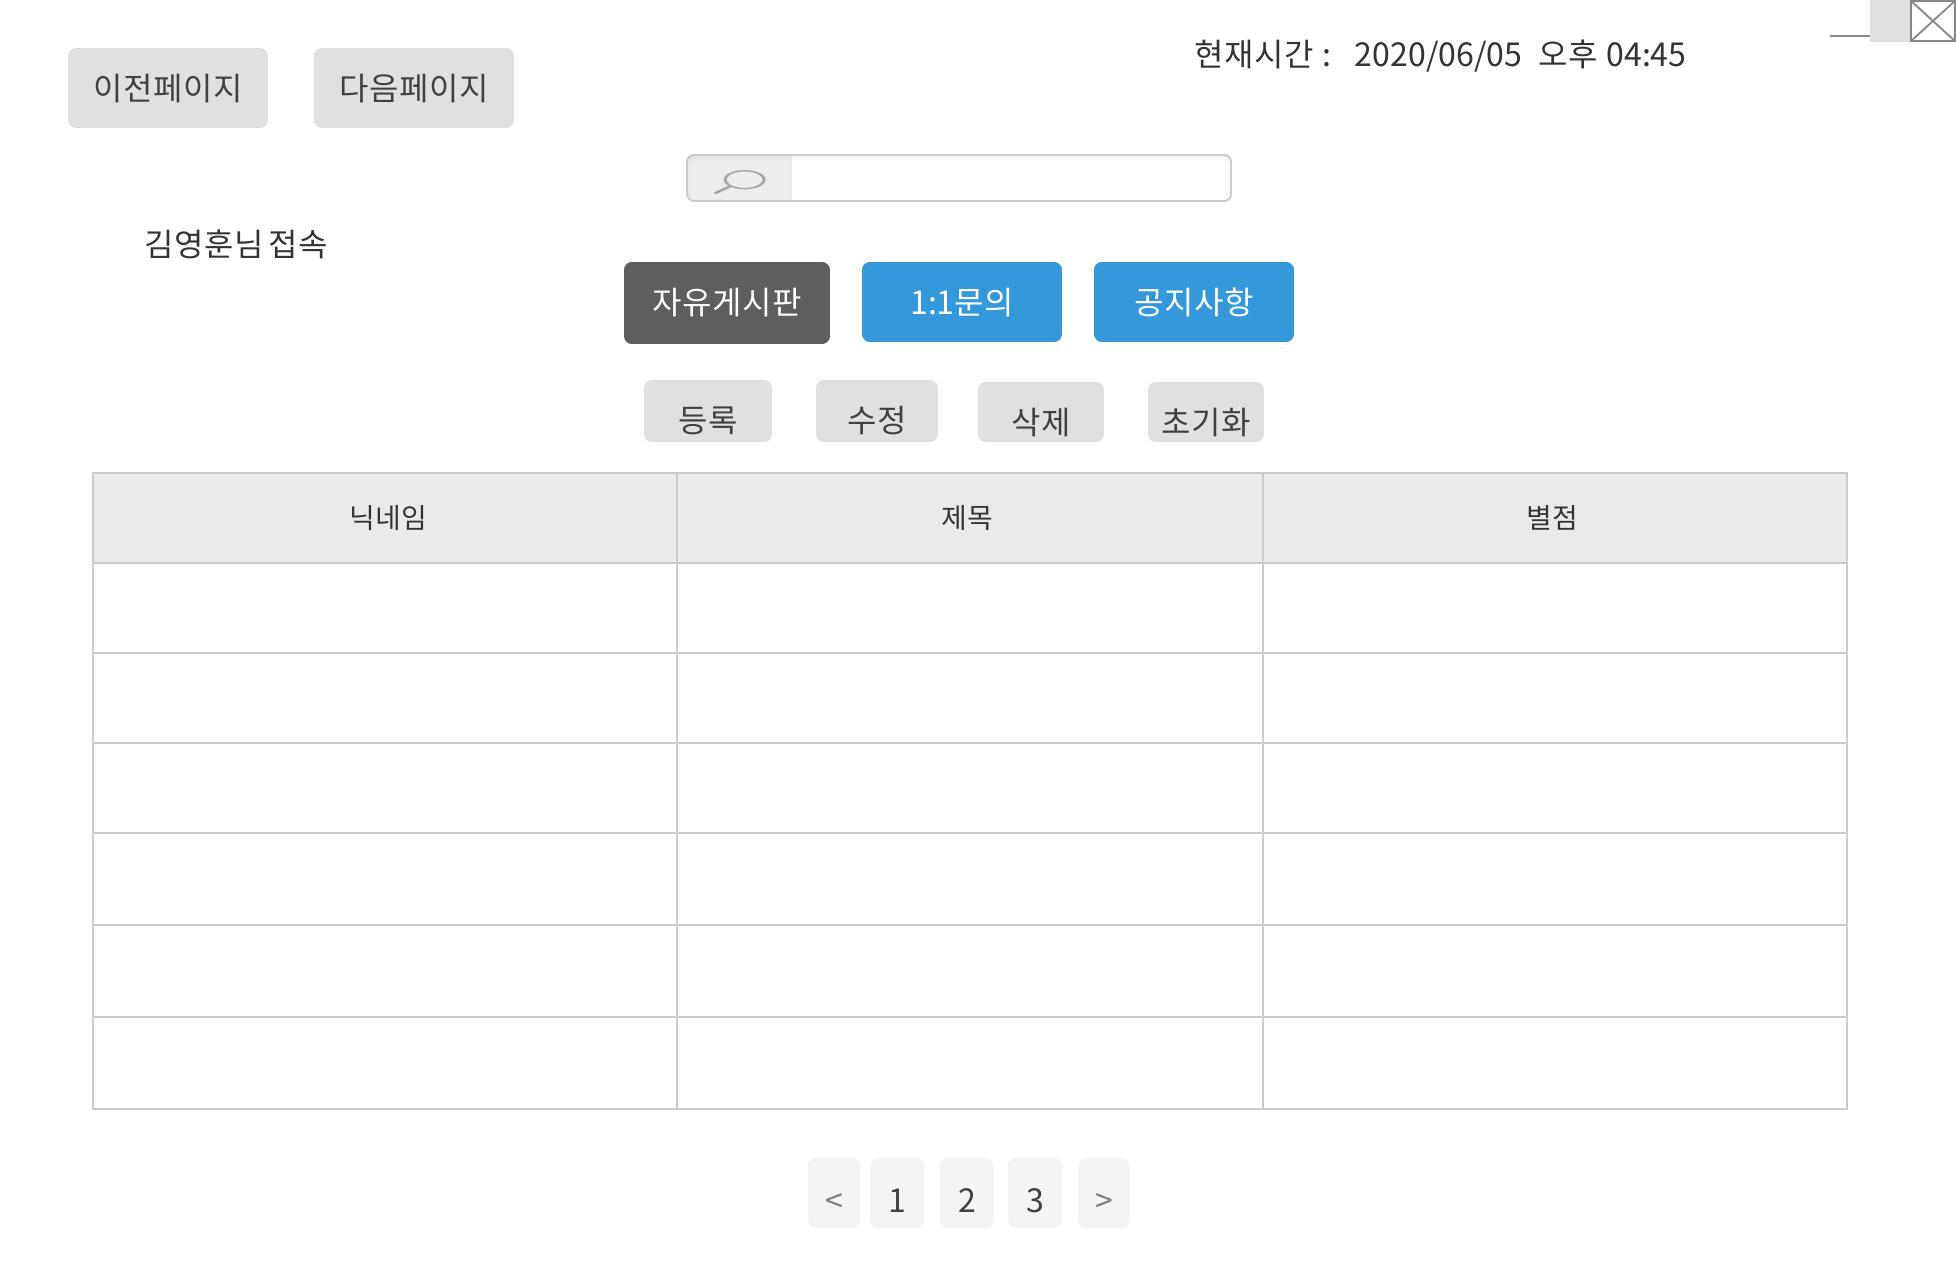 현재시간 :   2020/06/05  오후 04:45
이전페이지 다음페이지
김영훈님 접속
자유게시판 1:1문의 공지사항
등록 수정 삭제 초기화
닉네임 제목 별점
< 1 2 3 >